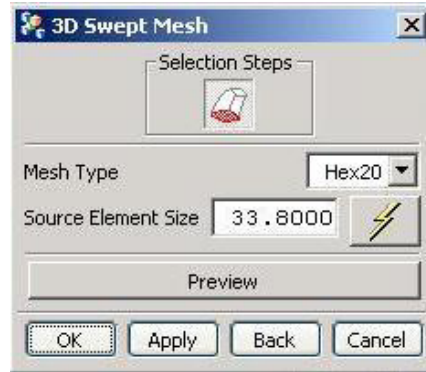 3D Swept Mesh
Selection Steps
Mesh Type Hex20
Source Element Size 33.8000
Preview
OK Apply Back Cancel